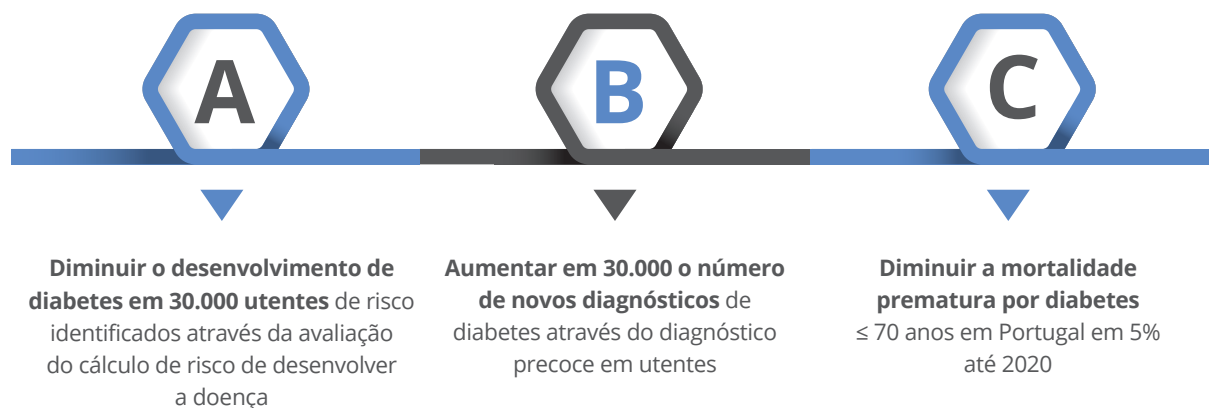 A
B
C
Diminuir o desenvolvimento de
diabetes em 30.000 utentes de risco
identificados através da avaliação
do cálculo de risco de desenvolver
a doença
Aumentar em 30.000 o número
de novos diagnósticos de
diabetes através do diagnóstico
precoce em utentes
Diminuir a mortalidade
prematura por diabetes
≤ 70 anos em Portugal em 5%
até 2020